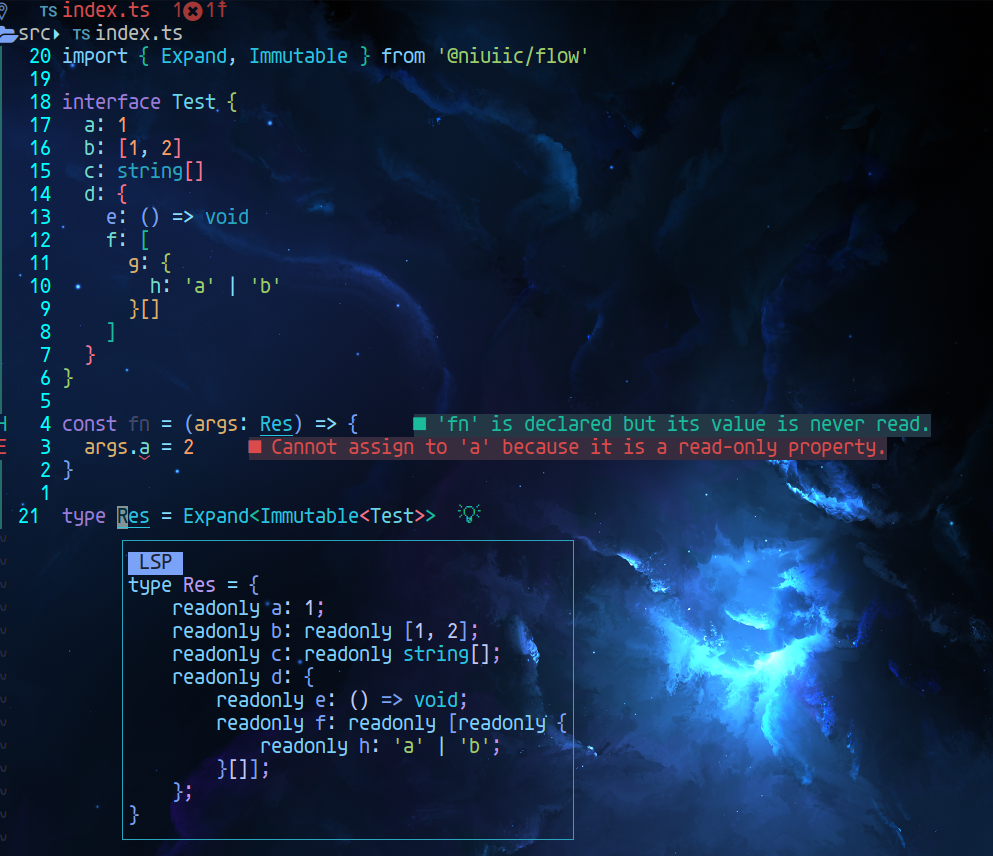 TS index.ts 1 1
src TS index.ts
20 import { Expand, Immutable } from '@niuiic/flow'
19
18 interface Test {
17   a: 1
16   b: [1, 2]
15   c: string[]
14   d: {
13     e: () => void
12     f: [
11       g: {
10         h: 'a' | 'b'
9       }[]
8     ]
7   }
6 }
5
H 4 const fn = (args: Res) => { ■ 'fn' is declared but its value is never read.
E 3   args.a = 2 ■ Cannot assign to 'a' because it is a read-only property.
2 }
1
21 type Res = Expand<Immutable<Test>>
LSP
type Res = {
    readonly a: 1;
    readonly b: readonly [1, 2];
    readonly c: readonly string[];
    readonly d: {
        readonly e: () => void;
        readonly f: readonly [readonly {
            readonly h: 'a' | 'b';
        }[]];
    };
}